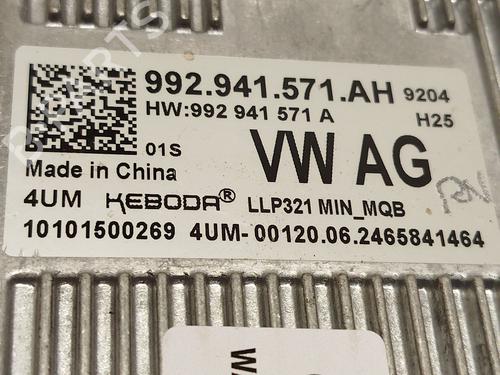 992.941.571.AH 9204
HW:992 941 571 A H25
01S VW AG
Made in China
4UM KEBODA® LLP321 MIN_MQB
10101500269 4UM-00120.06.2465841464